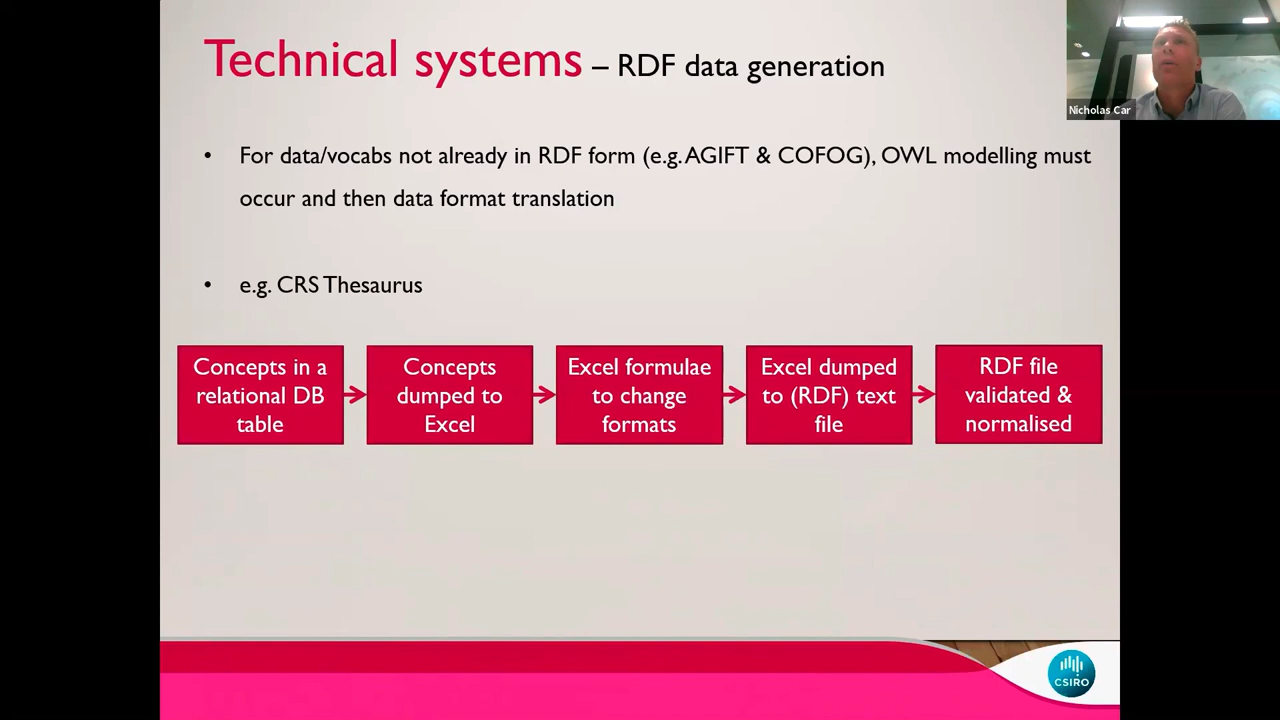 Technical systems – RDF data generation
Nicholas Car
• For data/vocabs not already in RDF form (e.g. AGIFT & COFOG), OWL modelling must
occur and then data format translation
• e.g. CRS Thesaurus
Concepts in a
relational DB
table
Concepts
dumped to
Excel
Excel formulae
to change
formats
Excel dumped
to (RDF) text
file
RDF file
validated &
normalised
CSIRO